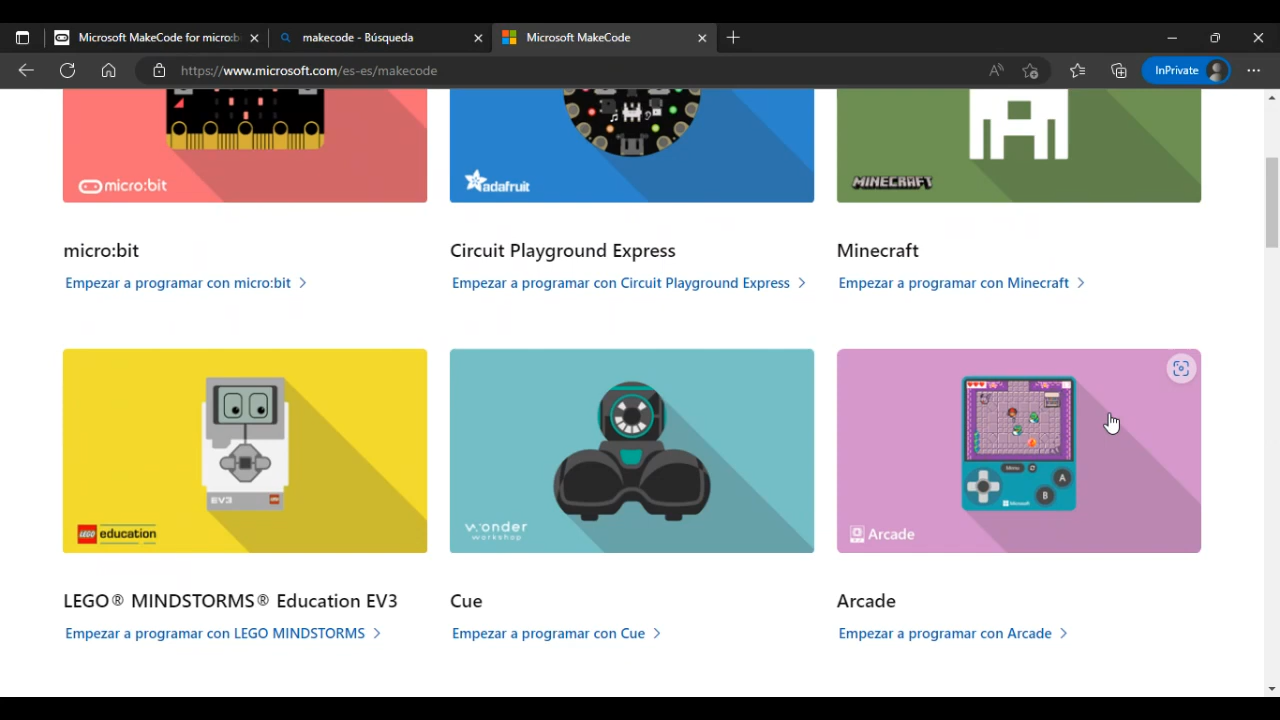 Microsoft MakeCode for micro:b
makecode - Búsqueda
Microsoft MakeCode
https://www.microsoft.com/es-es/makecode
InPrivate
micro:bit
adafruit
MINECRAFT
micro:bit
Circuit Playground Express
Minecraft
Empezar a programar con micro:bit
Empezar a programar con Circuit Playground Express
Empezar a programar con Minecraft
EV3
LEGO education
wonder
workshop
Menu
A
B
Microsoft
Arcade
LEGO® MINDSTORMS® Education EV3
Cue
Arcade
Empezar a programar con LEGO MINDSTORMS
Empezar a programar con Cue
Empezar a programar con Arcade